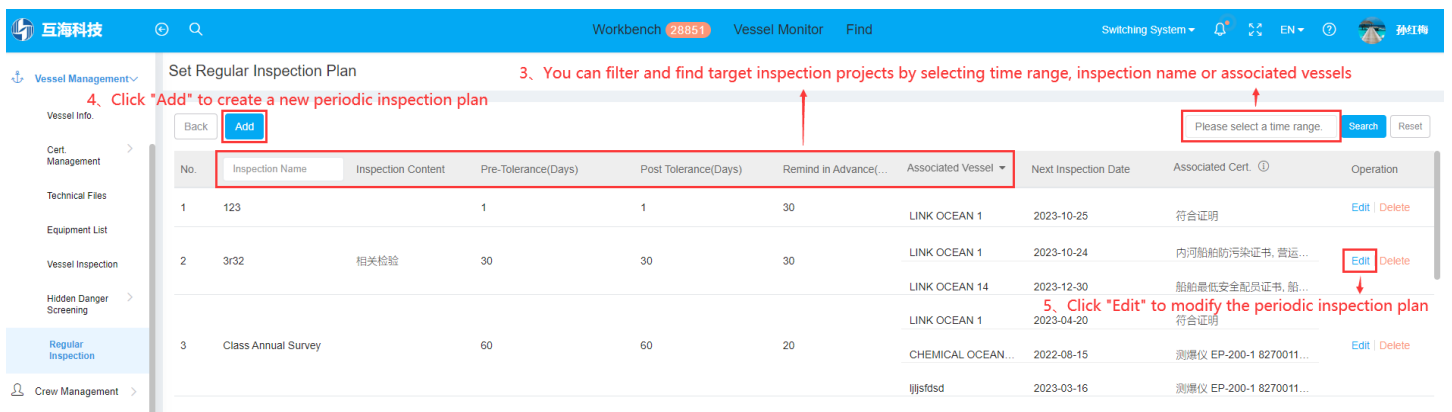 互海科技
Workbench 28851 Vessel Monitor Find
Switching System EN 孙红梅
Vessel Management
Set Regular Inspection Plan
3、You can filter and find target inspection projects by selecting time range, inspection name or associated vessels
4、Click "Add" to create a new periodic inspection plan
Vessel Info.
Back Add
Please select a time range. Search Reset
Cert.
Management
No. Inspection Name Inspection Content Pre-Tolerance(Days) Post Tolerance(Days) Remind in Advance(... Associated Vessel Next Inspection Date Associated Cert. Operation
Technical Files
1 123 1 1 30 LINK OCEAN 1 2023-10-25 符合证明 Edit Delete
Equipment List
Vessel Inspection
2 3r32 相关检验 30 30 30 LINK OCEAN 1 2023-10-24 内河船舶防污染证书, 营运... Edit Delete
LINK OCEAN 14 2023-12-30 船舶最低安全配员证书, 船...
Hidden Danger
Screening
5、Click "Edit" to modify the periodic inspection plan
LINK OCEAN 1 2023-04-20 符合证明
Regular
Inspection
3 Class Annual Survey 60 60 20 CHEMICAL OCEAN... 2022-08-15 测爆仪 EP-200-1 8270011... Edit Delete
ljljsfdsd 2023-03-16 测爆仪 EP-200-1 8270011...
Crew Management